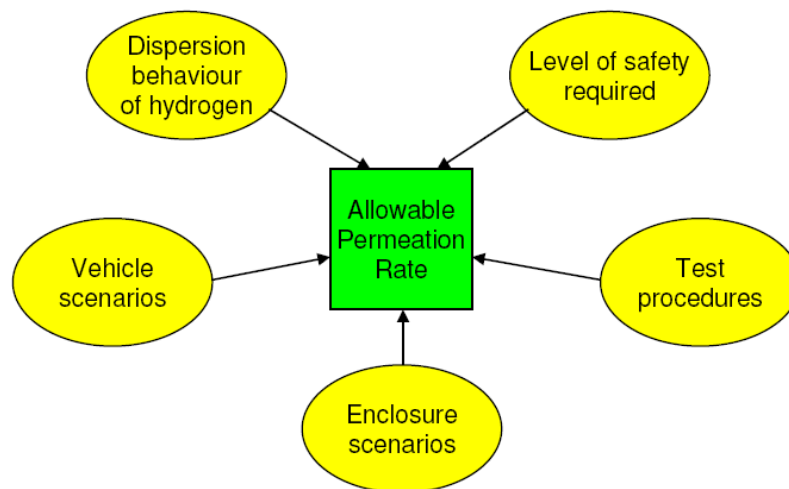 Dispersion
behaviour
of hydrogen
Level of safety
required
Allowable
Permeation
Rate
Vehicle
scenarios
Test
procedures
Enclosure
scenarios